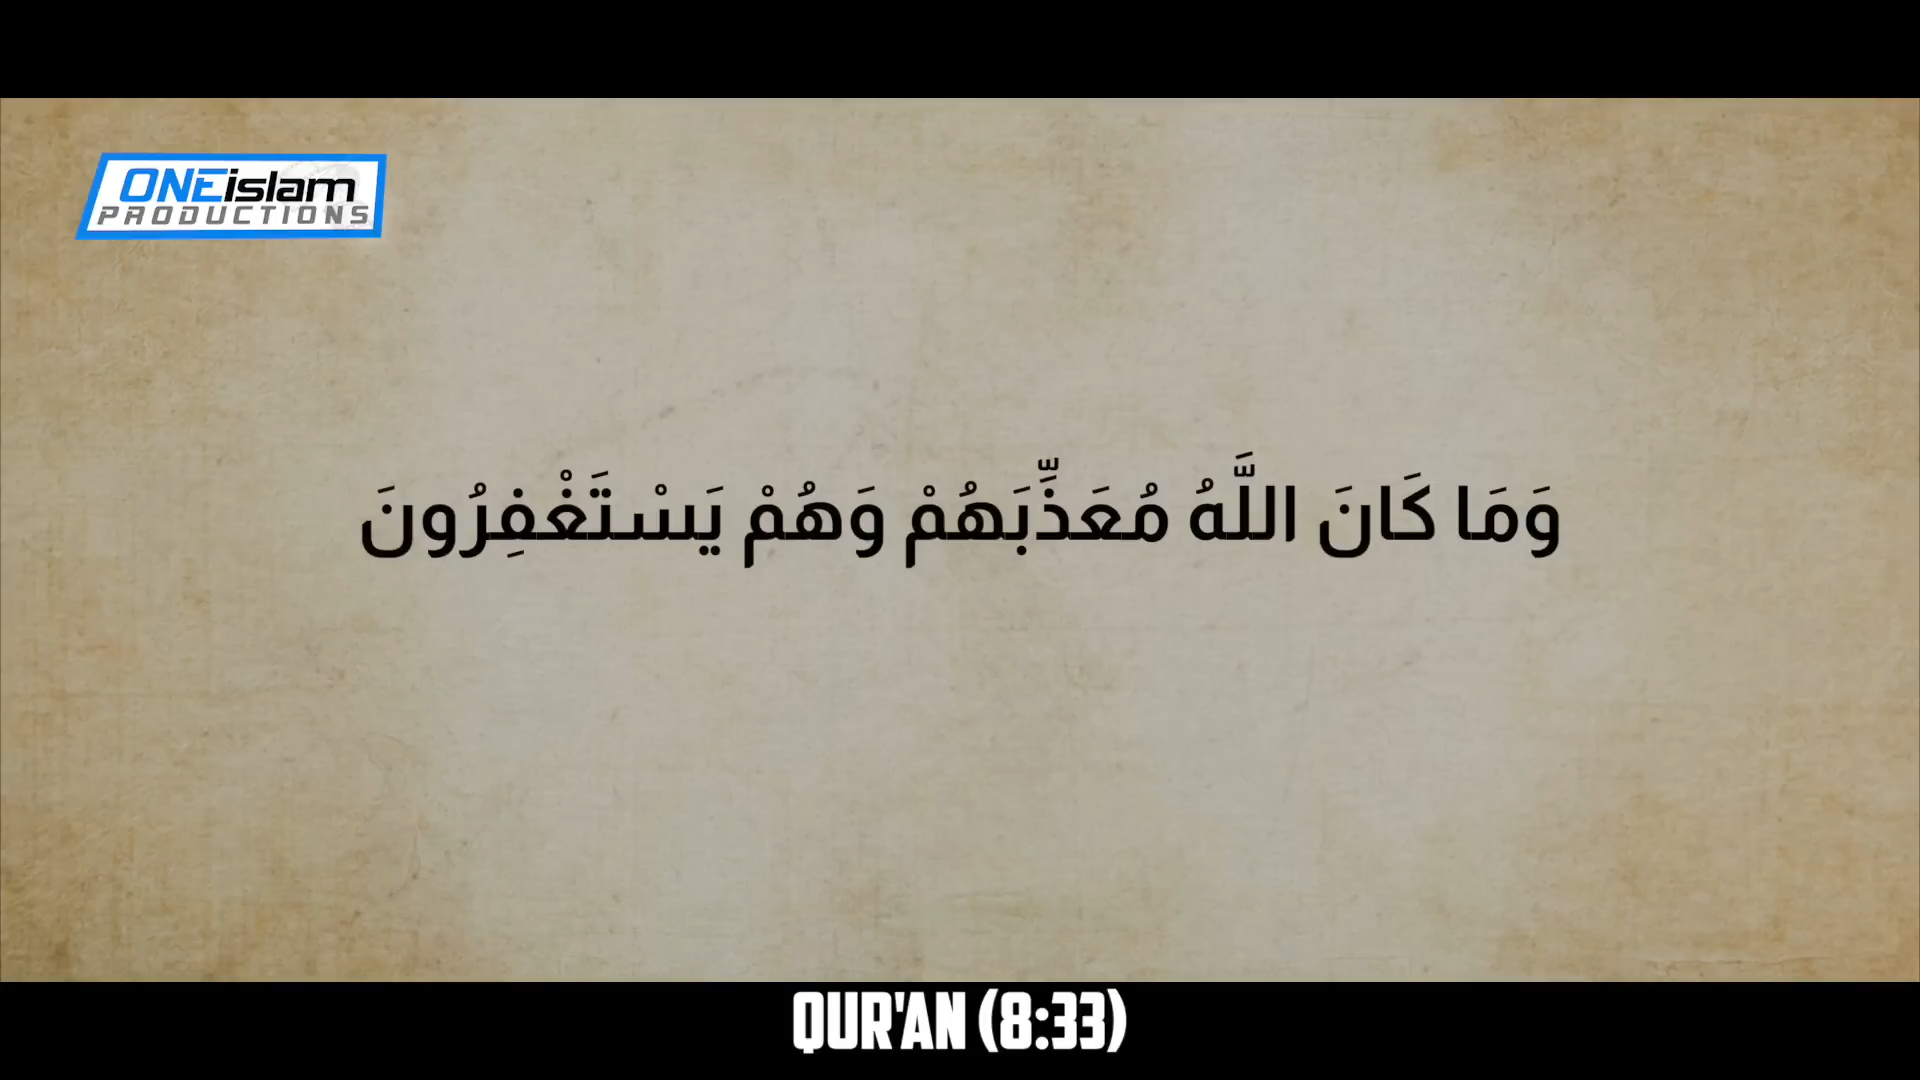 ONEislam
PRODUCTIONS
وَمَا كَانَ اللَّهُ مُعَذِّبَهُمْ وَهُمْ يَسْتَغْفِرُونَ
QUR'AN (8:33)